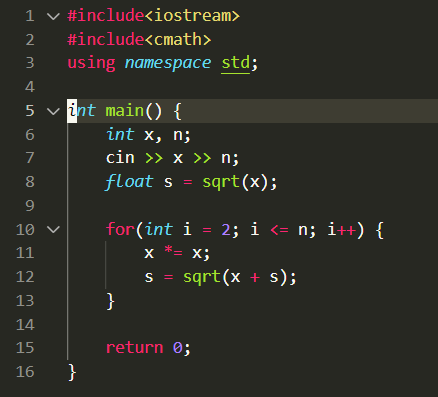 1 #include<iostream>
2 #include<cmath>
3 using namespace std;
4
5 int main() {
6     int x, n;
7     cin >> x >> n;
8     float s = sqrt(x);
9
10     for(int i = 2; i <= n; i++) {
11         x *= x;
12         s = sqrt(x + s);
13     }
14
15     return 0;
16 }